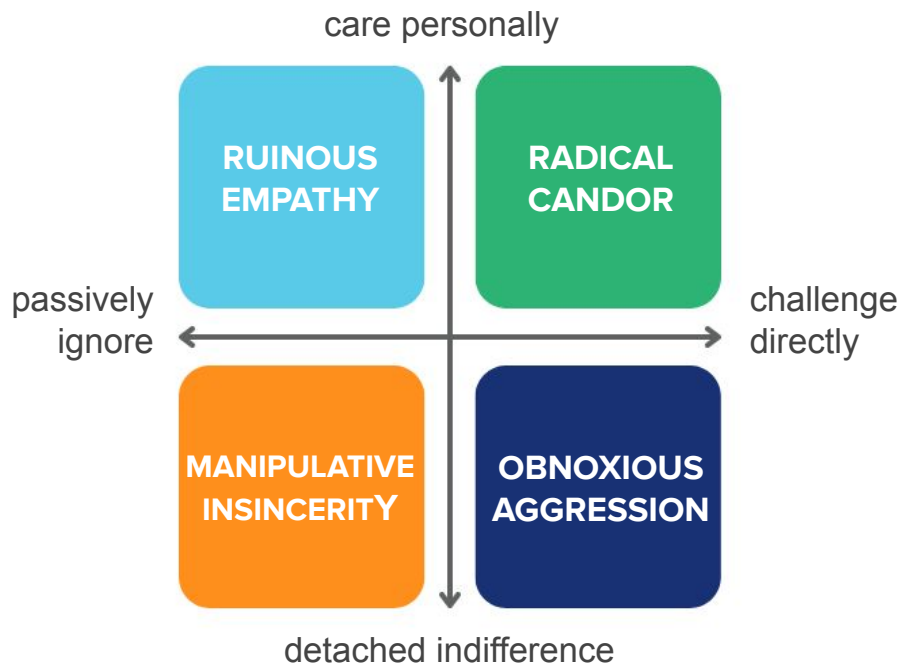 care personally
RUINOUS
EMPATHY
RADICAL
CANDOR
passively
ignore
challenge
directly
MANIPULATIVE
INSINCERITY
OBNOXIOUS
AGGRESSION
detached indifference